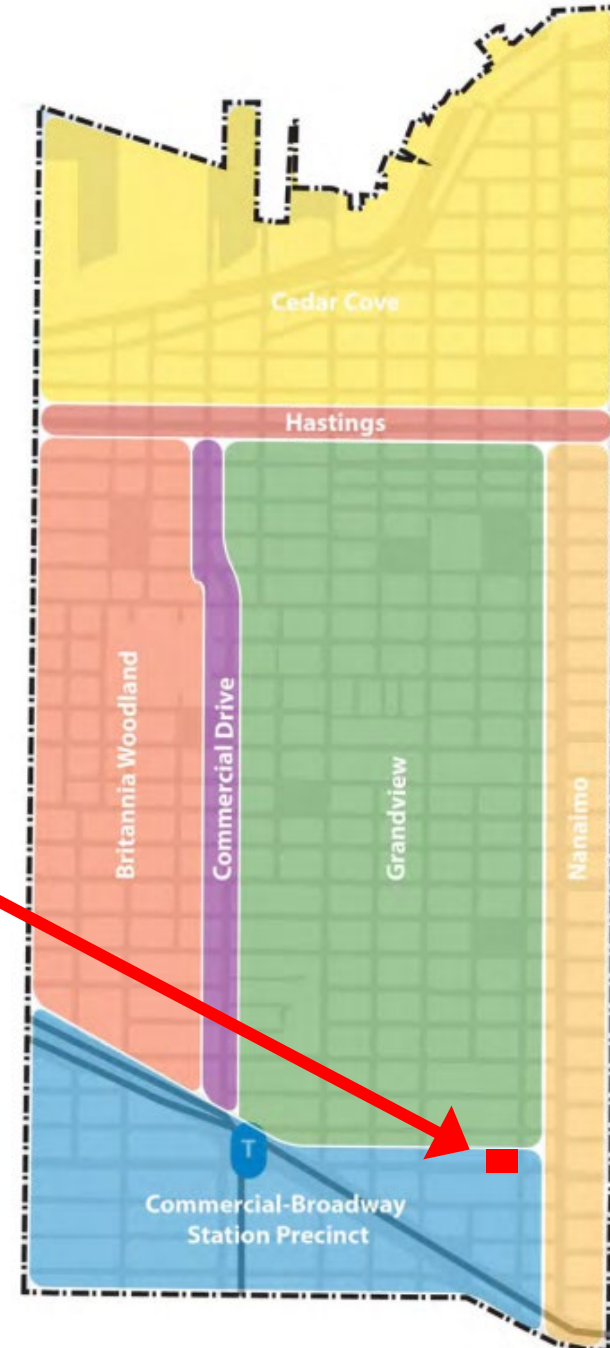 Cedar Cove
Hastings
Britannia Woodland
Commercial Drive
Grandview
Nanaimo
T
Commercial-Broadway
Station Precinct